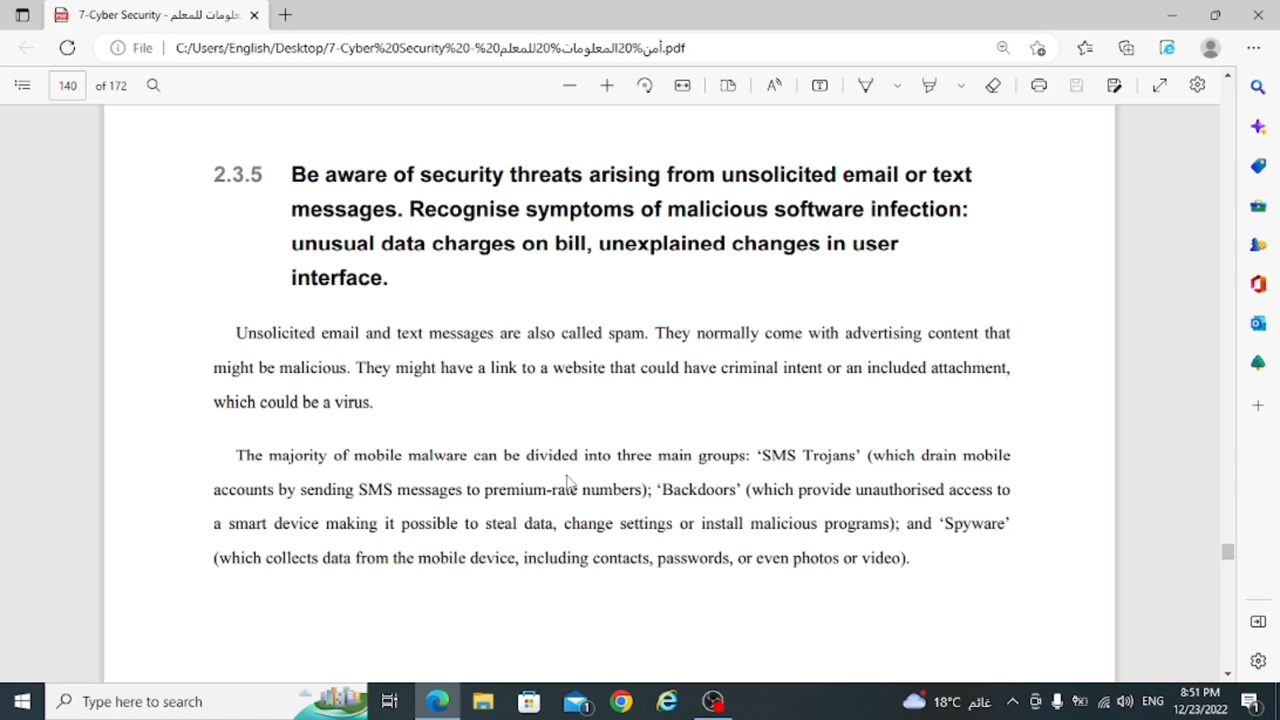 7-Cyber Security - أمن المعلومات للمعلم
File
C:/Users/English/Desktop/7-Cyber%20Security%20-%20أمن%20المعلومات%20للمعلم.pdf
140 of 172
2.3.5 Be aware of security threats arising from unsolicited email or text
messages. Recognise symptoms of malicious software infection:
unusual data charges on bill, unexplained changes in user
interface.
Unsolicited email and text messages are also called spam. They normally come with advertising content that
might be malicious. They might have a link to a website that could have criminal intent or an included attachment,
which could be a virus.
The majority of mobile malware can be divided into three main groups: ‘SMS Trojans’ (which drain mobile
accounts by sending SMS messages to premium-rate numbers); ‘Backdoors’ (which provide unauthorised access to
a smart device making it possible to steal data, change settings or install malicious programs); and ‘Spyware’
(which collects data from the mobile device, including contacts, passwords, or even photos or video).
Type here to search
1
18°C غائم
ENG
8:51 PM
12/23/2022
1